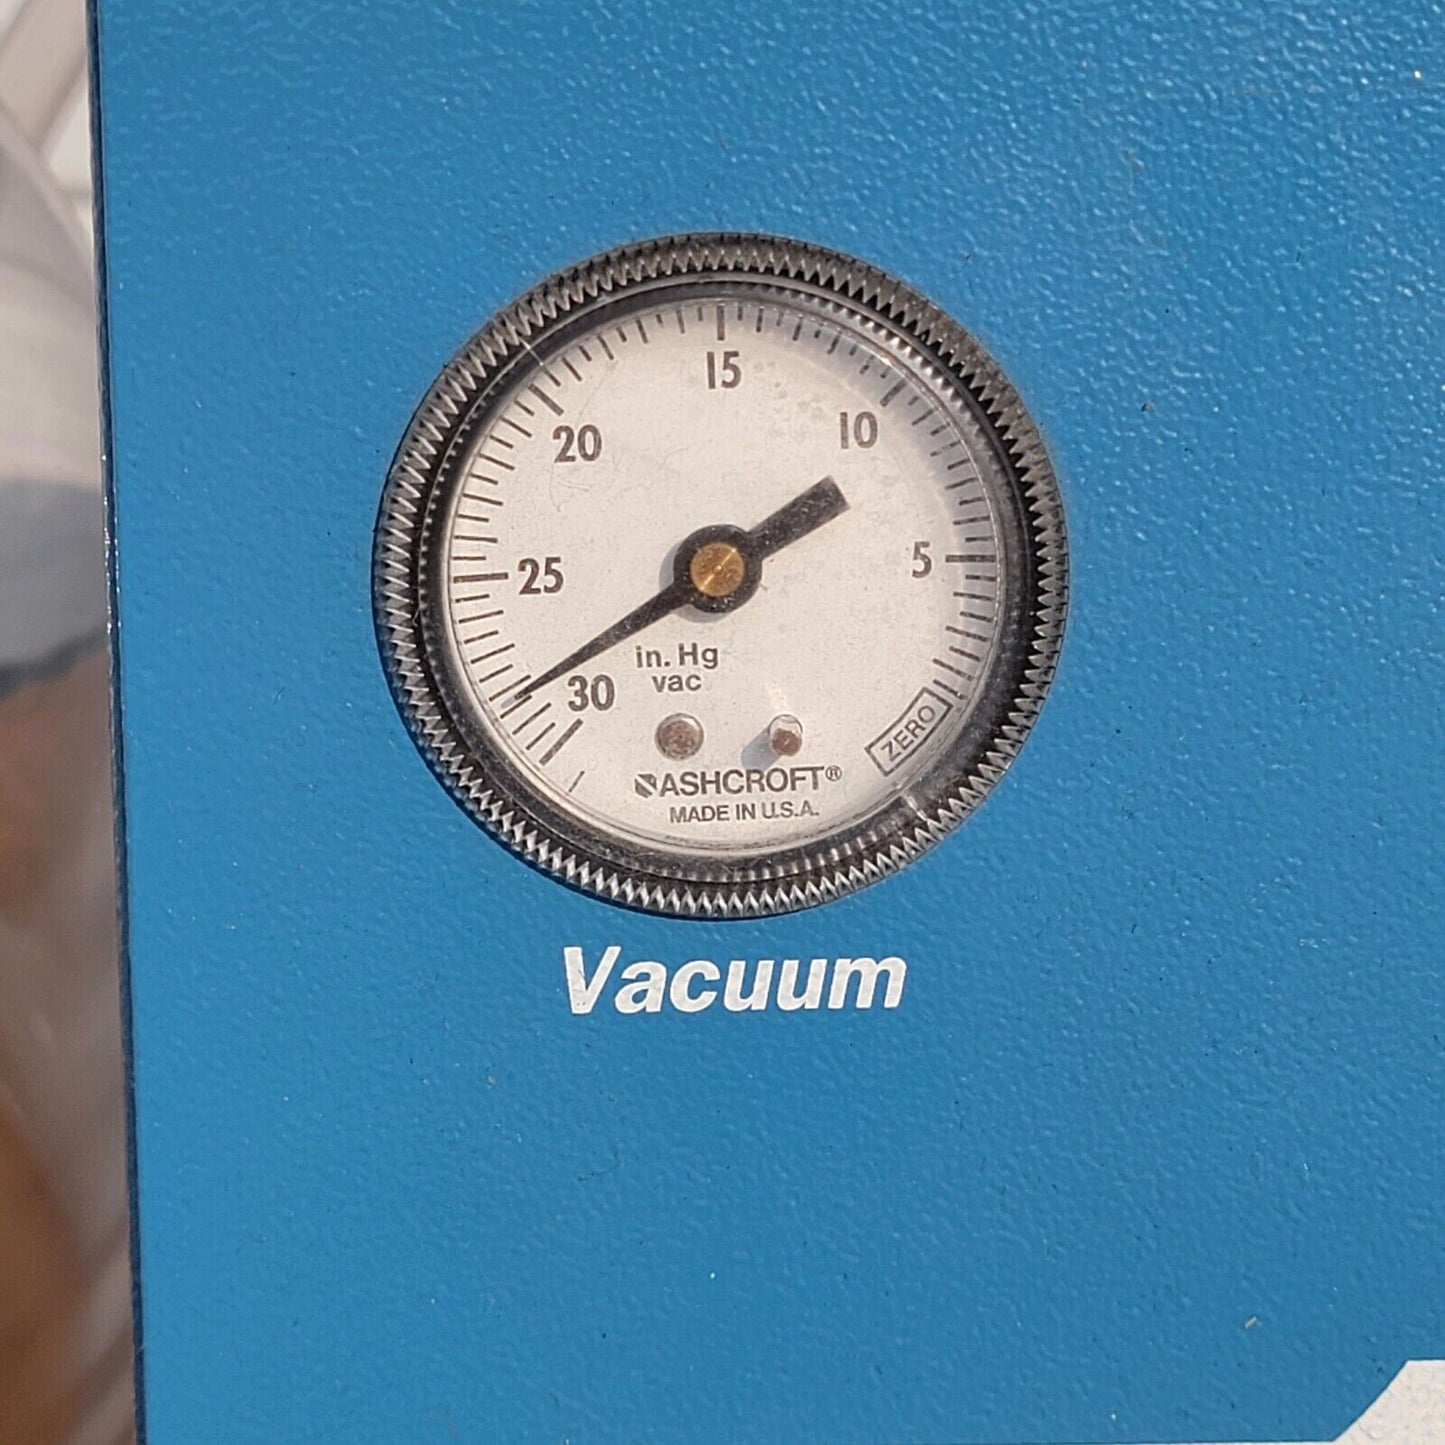 15
20
10
25
5
in. Hg
vac
30
ZERO
ASHCROFT®
MADE IN U.S.A.
Vacuum